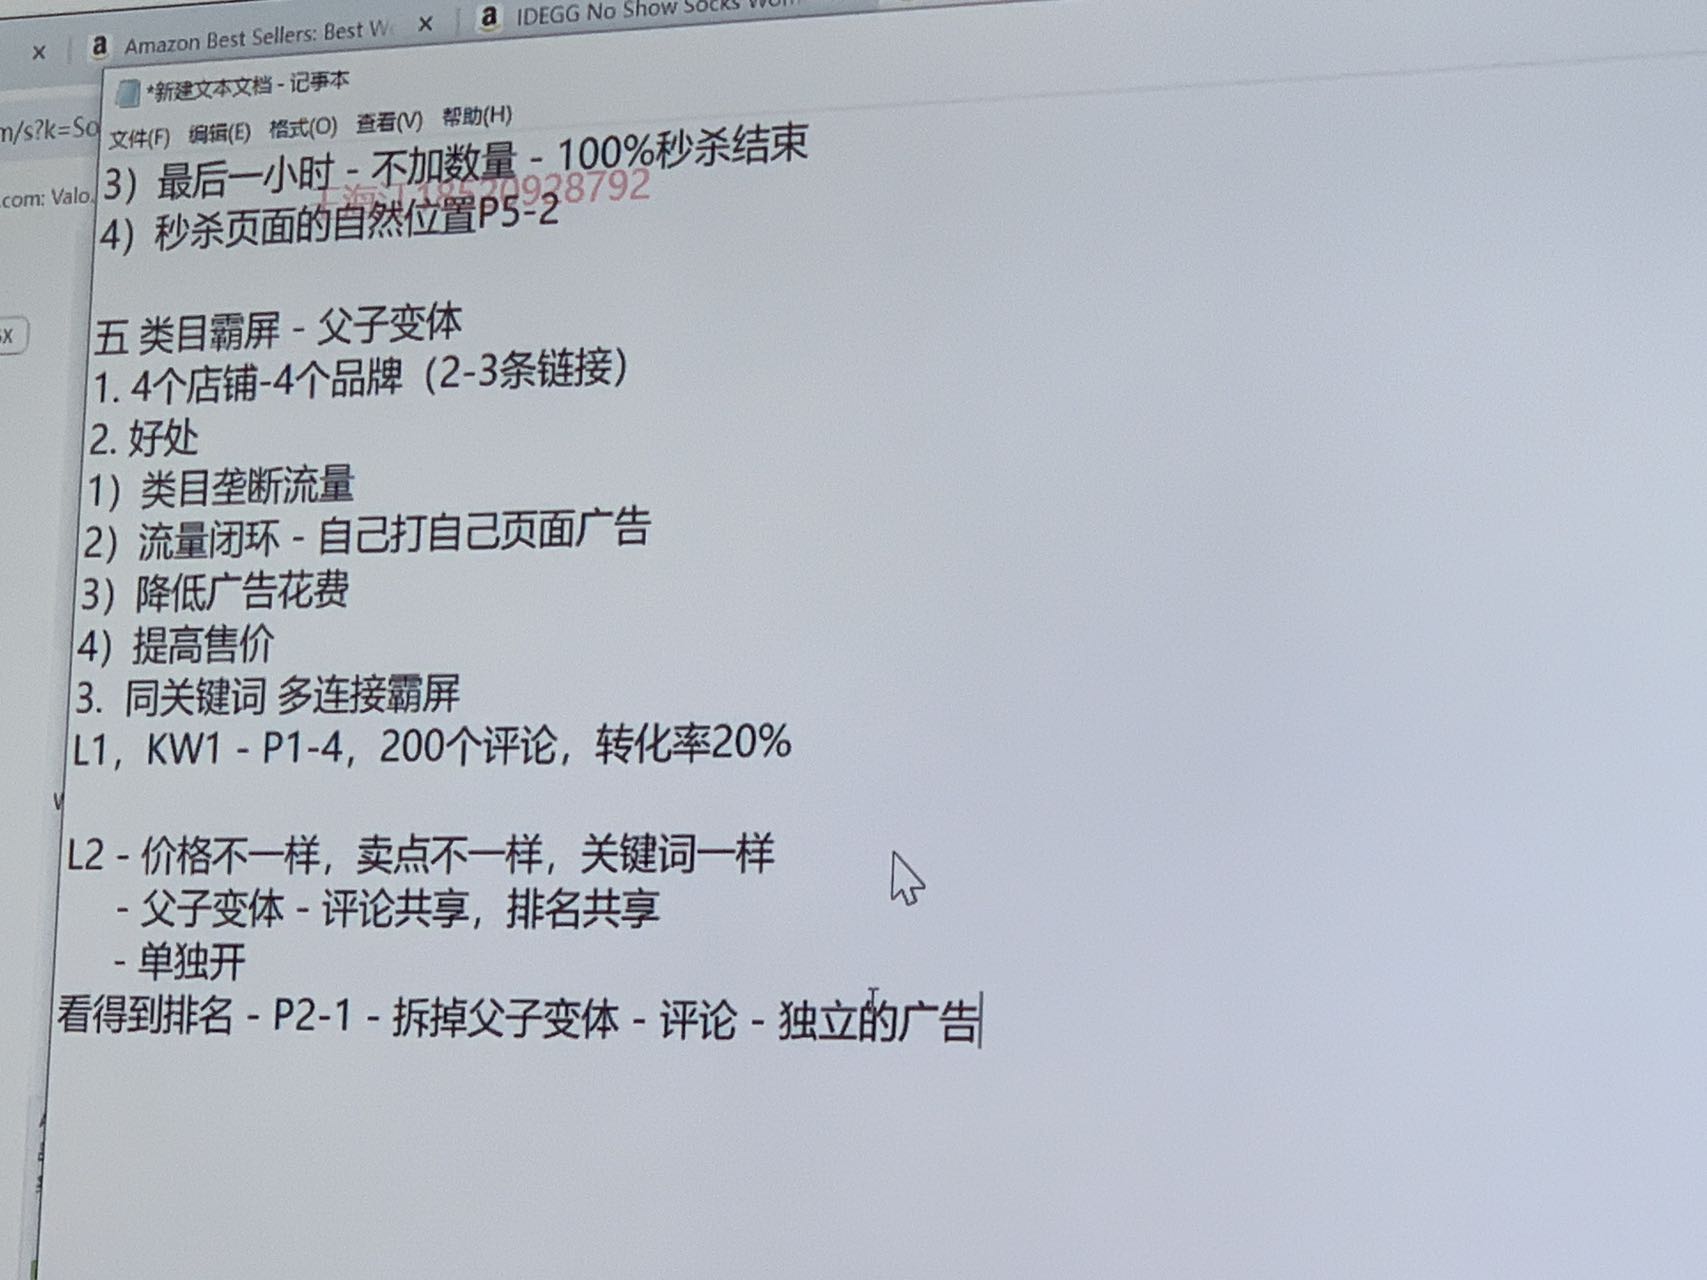 Amazon Best Sellers: Best We
IDEGG No Show Socks Wom
*新建文本文档 - 记事本
m/s?k=So
文件(F) 编辑(E) 格式(O) 查看(V) 帮助(H)
.com: Valo
3）最后一小时 - 不加数量 - 100%秒杀结束
18520928792
4）秒杀页面的自然位置P5-2
五 类目霸屏 - 父子变体
1. 4个店铺-4个品牌（2-3条链接）
2. 好处
1）类目垄断流量
2）流量闭环 - 自己打自己页面广告
3）降低广告花费
4）提高售价
3. 同关键词 多连接霸屏
L1，KW1 - P1-4，200个评论，转化率20%
L2 - 价格不一样，卖点不一样，关键词一样
- 父子变体 - 评论共享，排名共享
- 单独开
看得到排名 - P2-1 - 拆掉父子变体 - 评论 - 独立的广告